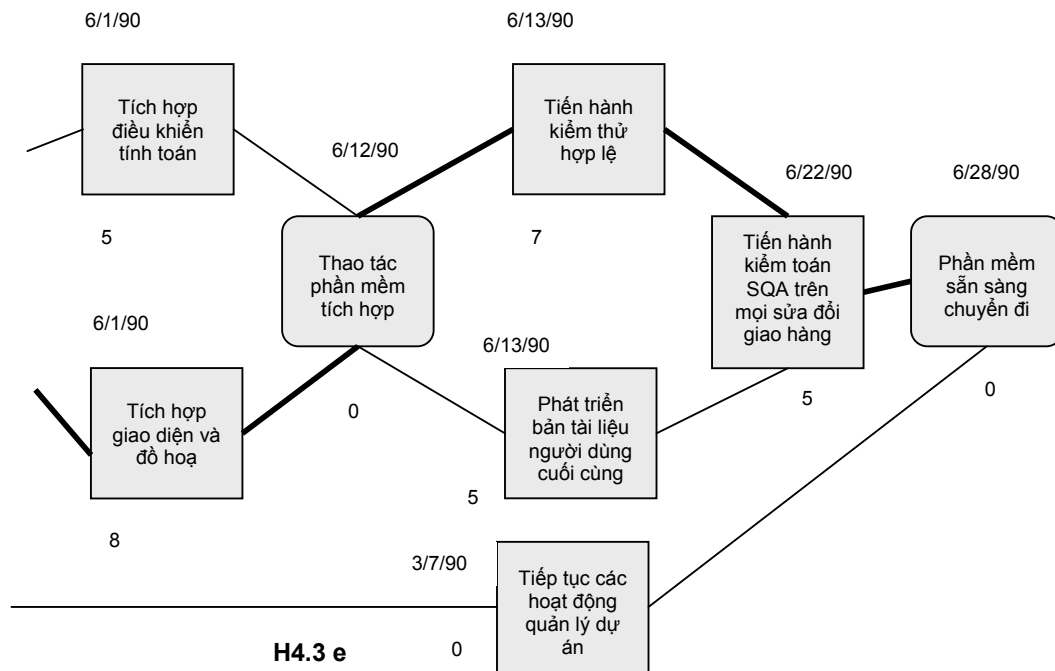 6/1/90
6/13/90
Tích hợp
điều khiển
tính toán
Tiến hành
kiểm thử
hợp lệ
6/12/90
6/22/90
6/28/90
5
7
Thao tác
phần mềm
tích hợp
Tiến hành
kiểm toán
SQA trên
mọi sửa đổi
giao hàng
Phần mềm
sẵn sàng
chuyển đi
6/1/90
6/13/90
0
5
0
Tích hợp
giao diện và
đồ hoạ
Phát triển
bản tài liệu
người dùng
cuối cùng
5
8
3/7/90
Tiếp tục các
hoạt động
quản lý dự
án
H4.3 e
0